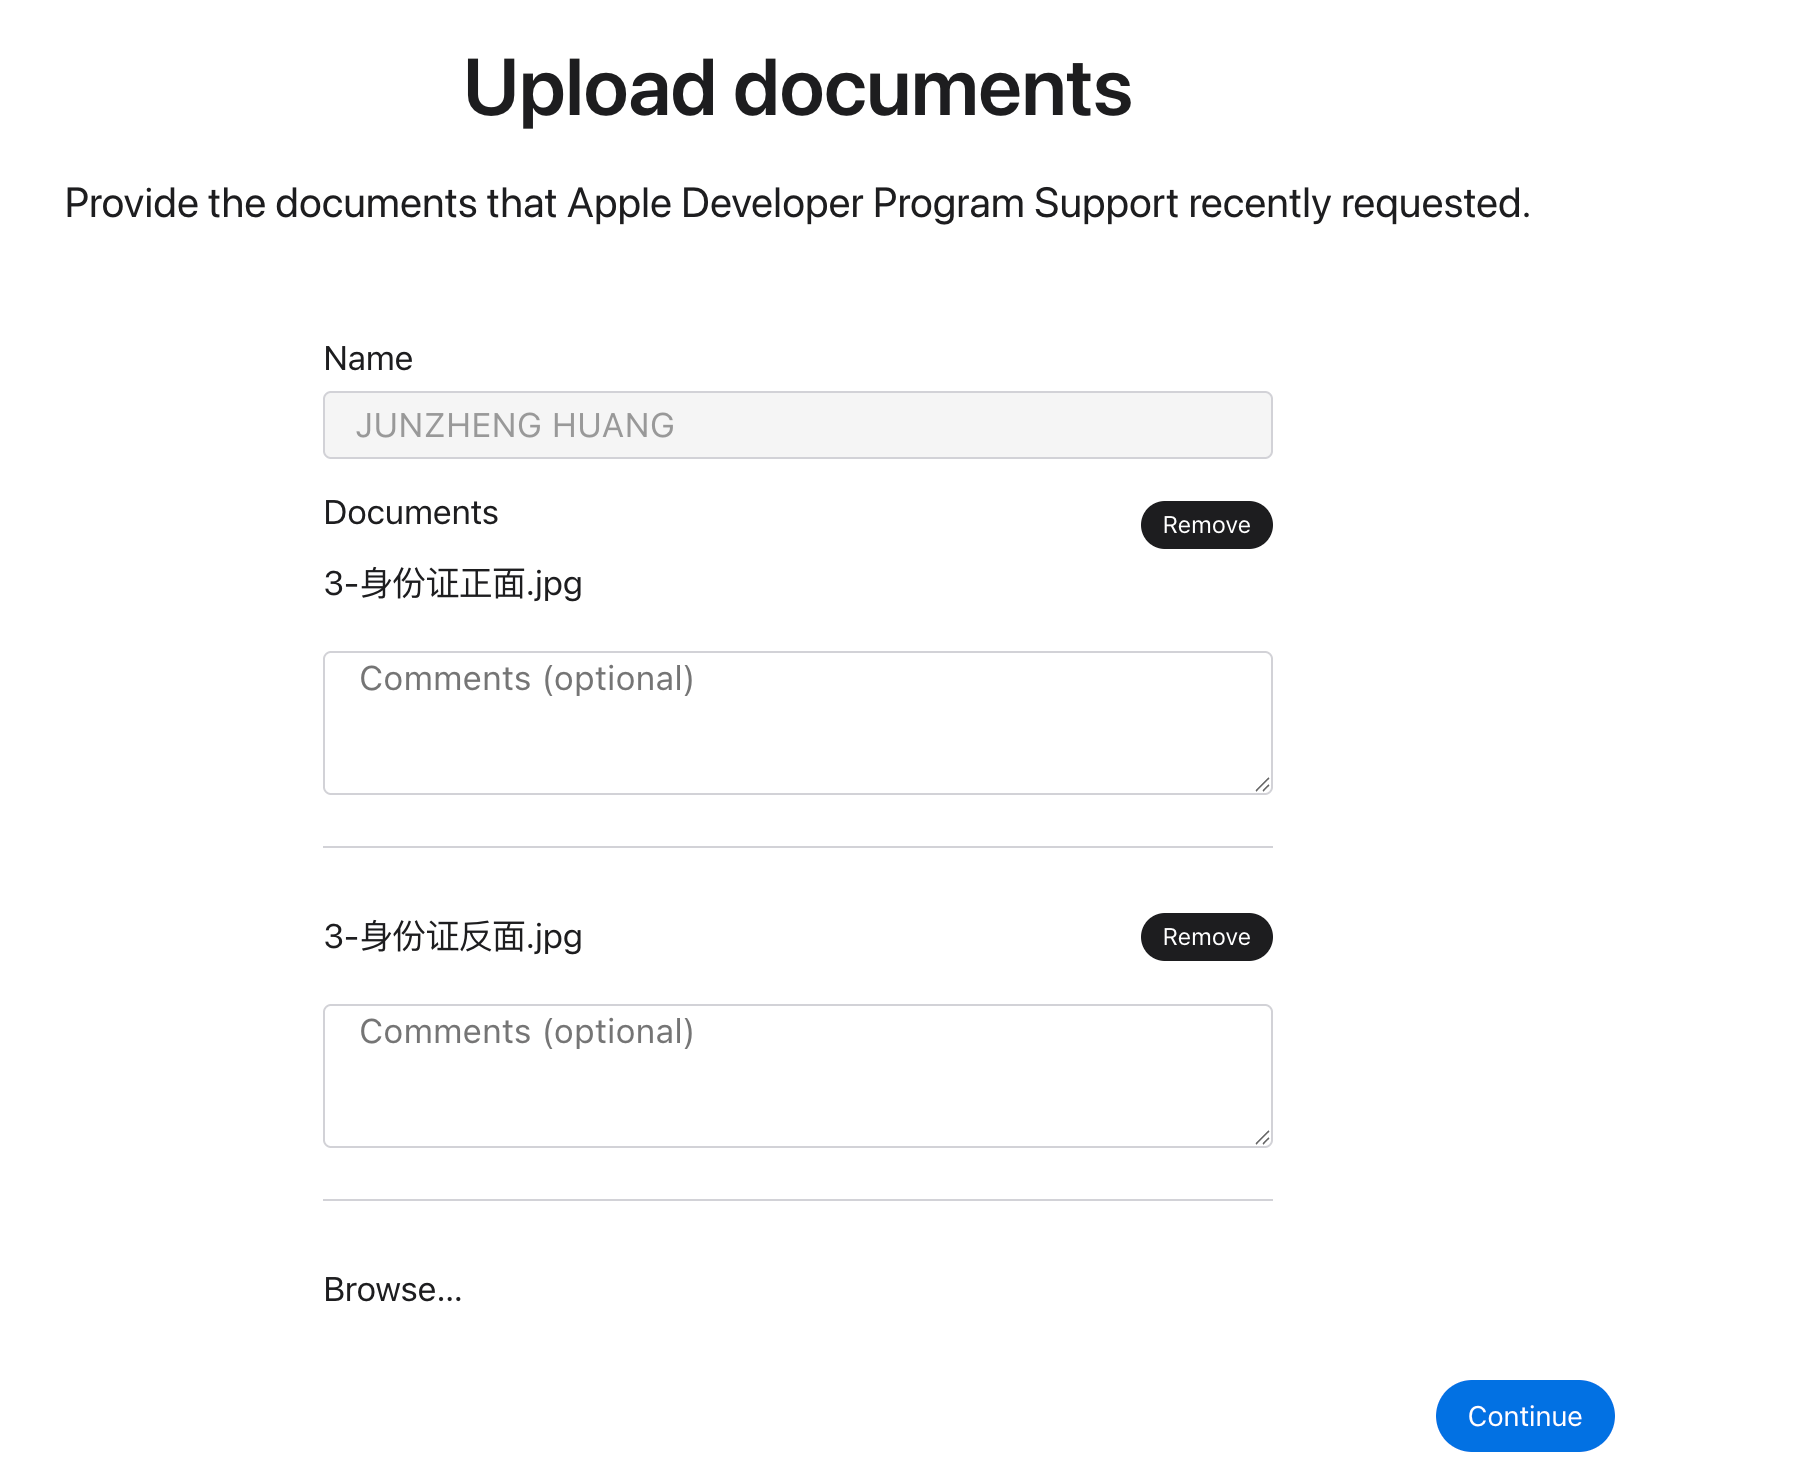 Upload documents
Provide the documents that Apple Developer Program Support recently requested.
Name
JUNZHENG HUANG
Documents
Remove
3-身份证正面.jpg
Comments (optional)
3-身份证反面.jpg
Remove
Comments (optional)
Browse...
Continue